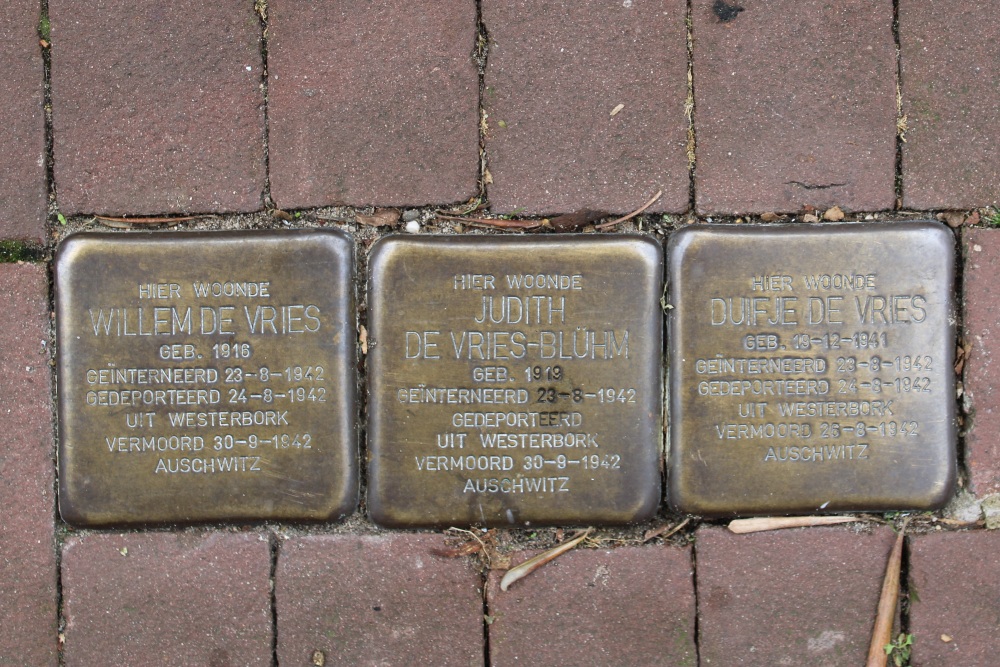 HIER WOONDE
WILLEM DE VRIES
GEB. 1916
GEÏNTERNEERD 23-8-1942
GEDEPORTEERD 24-8-1942
UIT WESTERBORK
VERMOORD 30-9-1942
AUSCHWITZ
HIER WOONDE
JUDITH
DE VRIES-BLÜHM
GEB. 1919
GEÏNTERNEERD 23-8-1942
GEDEPORTEERD
UIT WESTERBORK
VERMOORD 30-9-1942
AUSCHWITZ
HIER WOONDE
DUIFJE DE VRIES
GEB. 19-12-1941
GEÏNTERNEERD 23-8-1942
GEDEPORTEERD 24-8-1942
UIT WESTERBORK
VERMOORD 26-8-1942
AUSCHWITZ